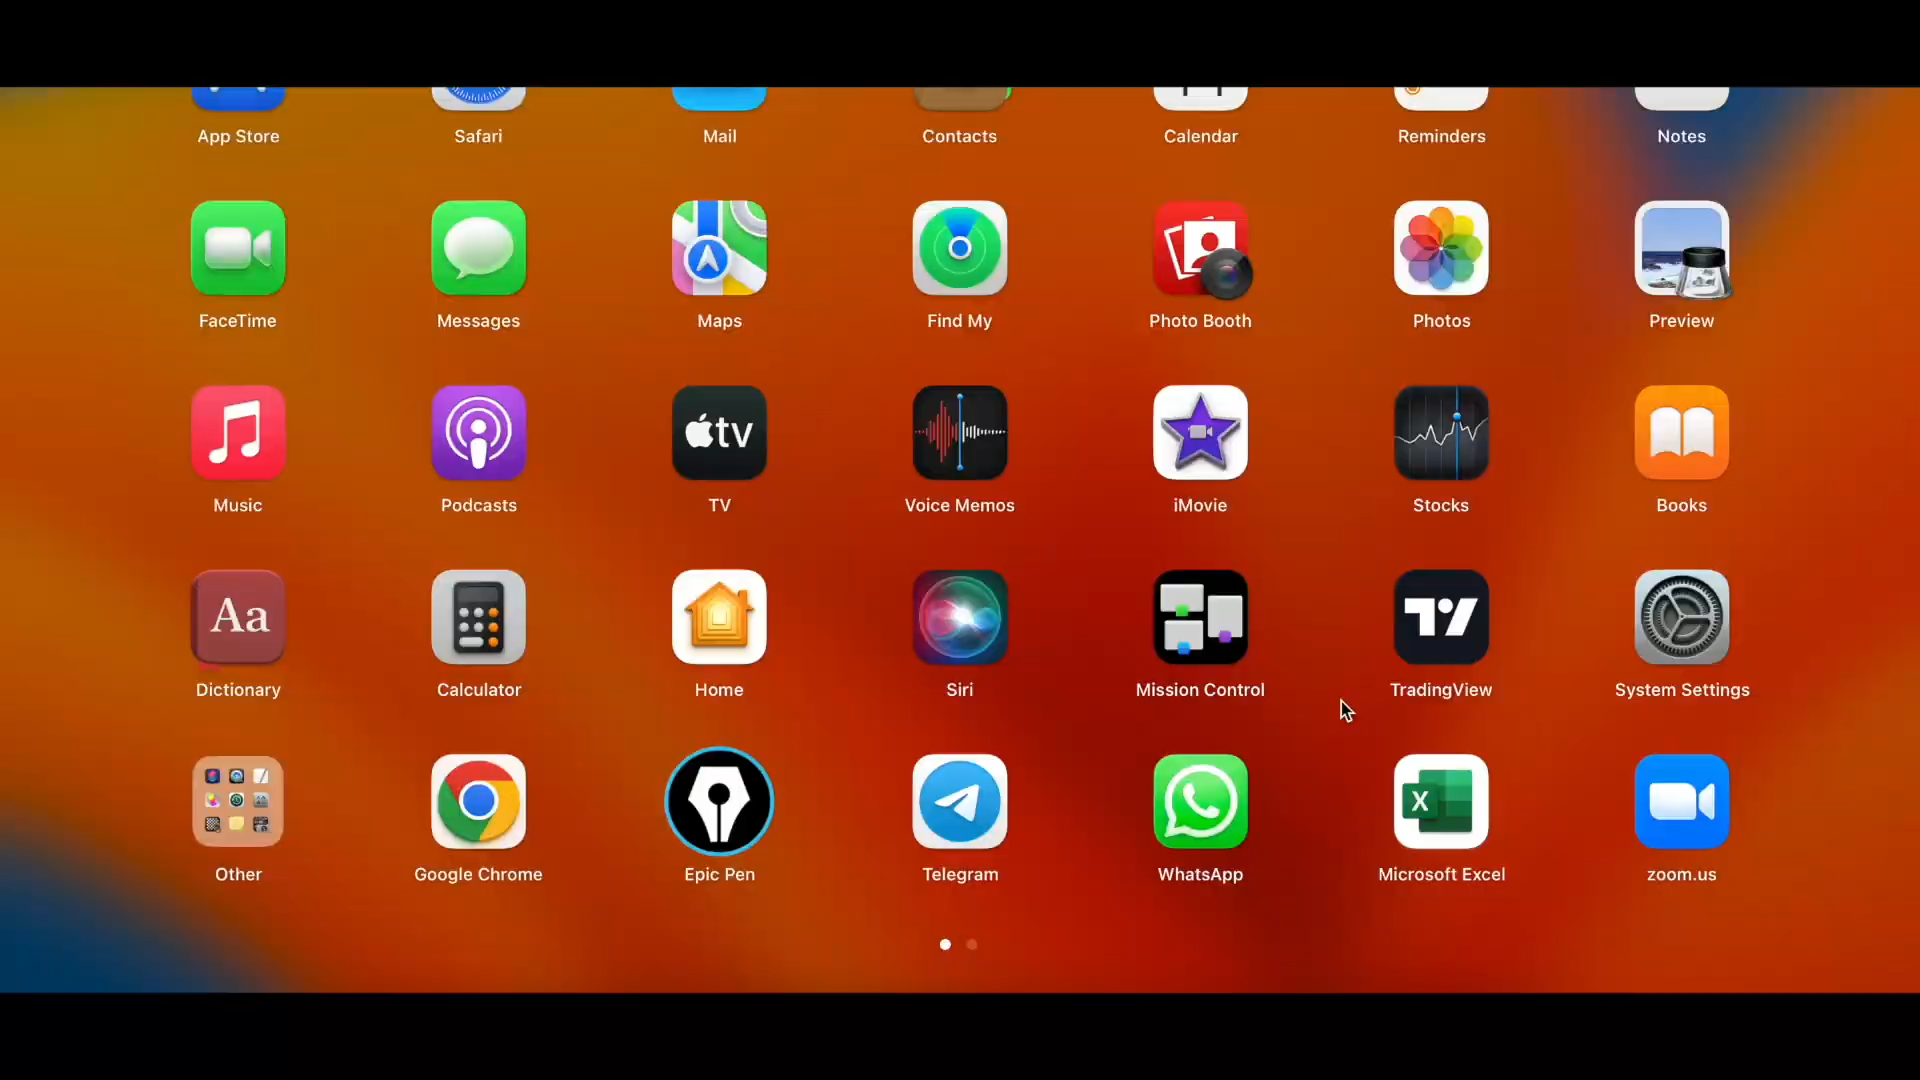 App Store Safari Mail Contacts Calendar Reminders Notes
FaceTime Messages Maps Find My Photo Booth Photos Preview
tv
Music Podcasts TV Voice Memos iMovie Stocks Books
Aa
Dictionary Calculator Home Siri Mission Control TradingView System Settings
X
Other Google Chrome Epic Pen Telegram WhatsApp Microsoft Excel zoom.us